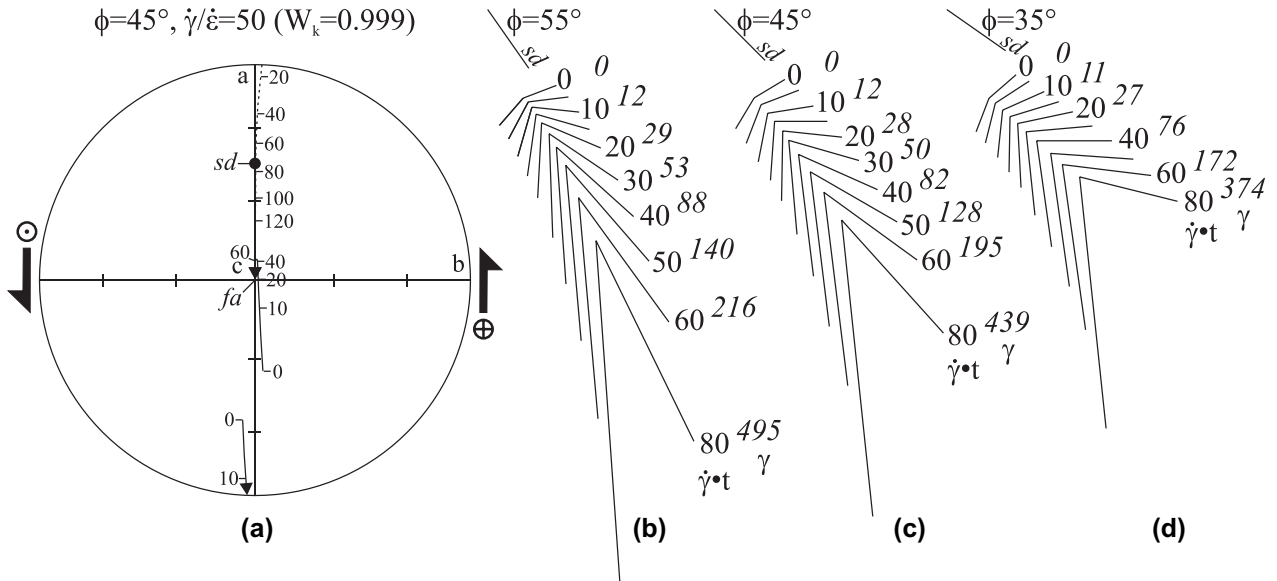 ϕ=45°, γ̇/ε̇=50 (Wₖ=0.999)
a
20
40
60
sd
80
100
120
60
c
40
b
20
fa
10
0
0
10
(a)
ϕ=55°
sd
0 0
10 12
20 29
30 53
40 88
50 140
60 216
80 495
γ̇•t γ
(b)
ϕ=45°
sd
0 0
10 12
20 28
30 50
40 82
50 128
60 195
80 439
γ̇•t γ
(c)
ϕ=35°
sd
0 0
10 11
20 27
40 76
60 172
80 374
γ̇•t γ
(d)